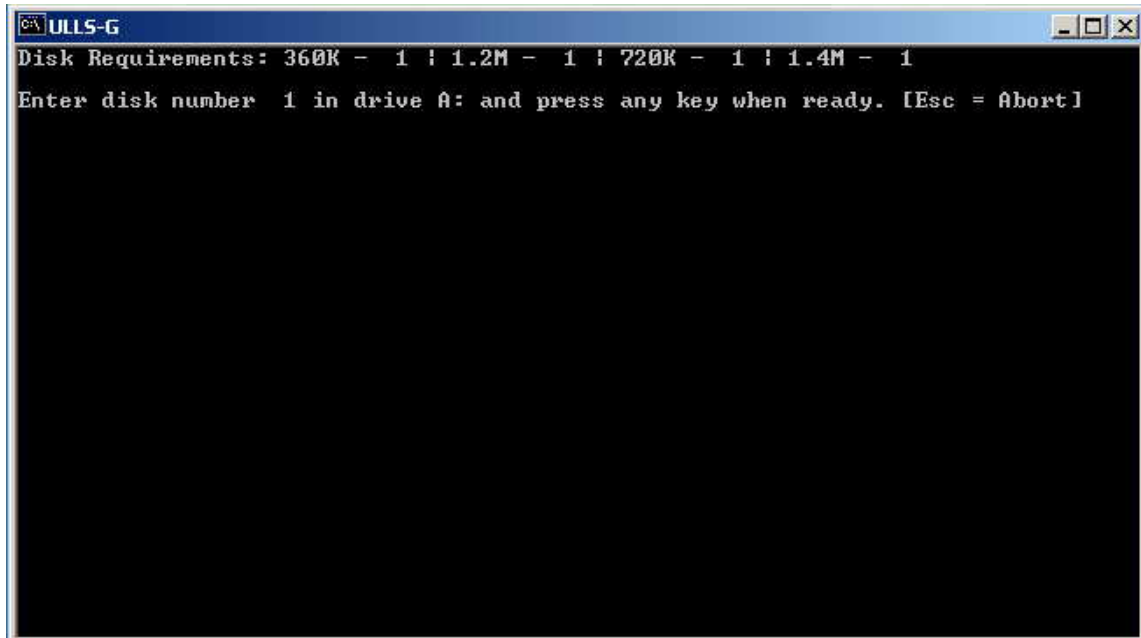 ULLS-G
Disk Requirements: 360K -  1 ¦ 1.2M -  1 ¦ 720K -  1 ¦ 1.4M -  1
Enter disk number  1 in drive A: and press any key when ready. [Esc = Abort]